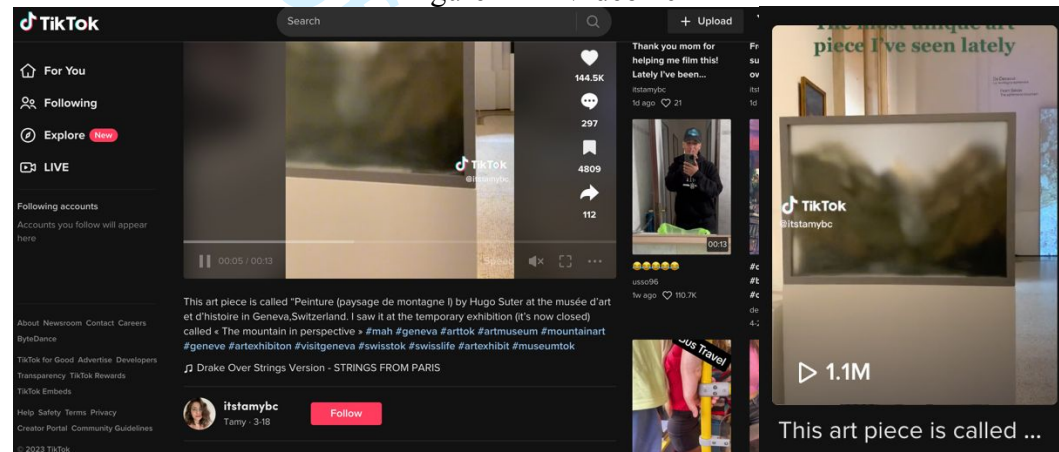 TikTok
Search
+ Upload
For You
Following
Explore New
LIVE
Following accounts
Accounts you follow will appear
here
About Newsroom Contact Careers
ByteDance
TikTok for Good Advertise Developers
Transparency TikTok Rewards
TikTok Embeds
Help Safety Terms Privacy
Creator Portal Community Guidelines
© 2023 TikTok
144.5K
297
4809
112
TikTok
@itstamybc
00:05 / 00:13
This art piece is called "Peinture (paysage de montagne I) by Hugo Suter at the musée d'art
et d'histoire in Geneva,Switzerland. I saw it at the temporary exhibition (it's now closed)
called « The mountain in perspective » #mah #geneva #arttok #artmuseum #mountainart
#geneve #artexhibiton #visitgeneva #swisstok #swisslife #artexhibit #museumtok
Drake Over Strings Version - STRINGS FROM PARIS
itstamybc
Tamy · 3-18
Follow
Thank you mom for
helping me film this!
Lately I've been...
itstamybc
1d ago 21
00:13
usso96
1w ago 110.7K
Travel
The most unique art
piece I've seen lately
TikTok
@itstamybc
1.1M
This art piece is called ...